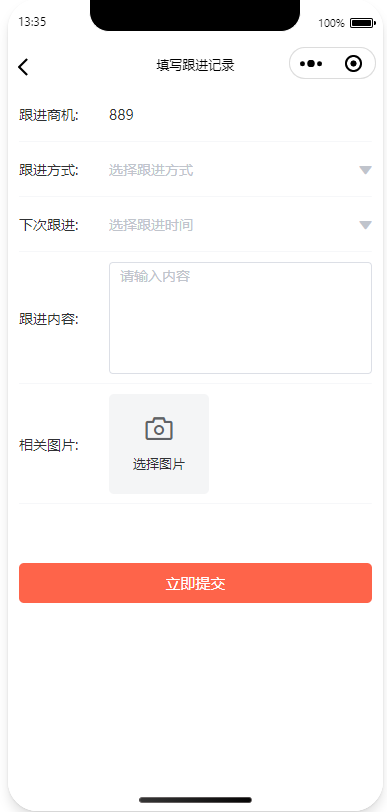 13:35
100%
填写跟进记录
跟进商机: 889
跟进方式: 选择跟进方式
下次跟进: 选择跟进时间
请输入内容
跟进内容:
选择图片
相关图片:
立即提交